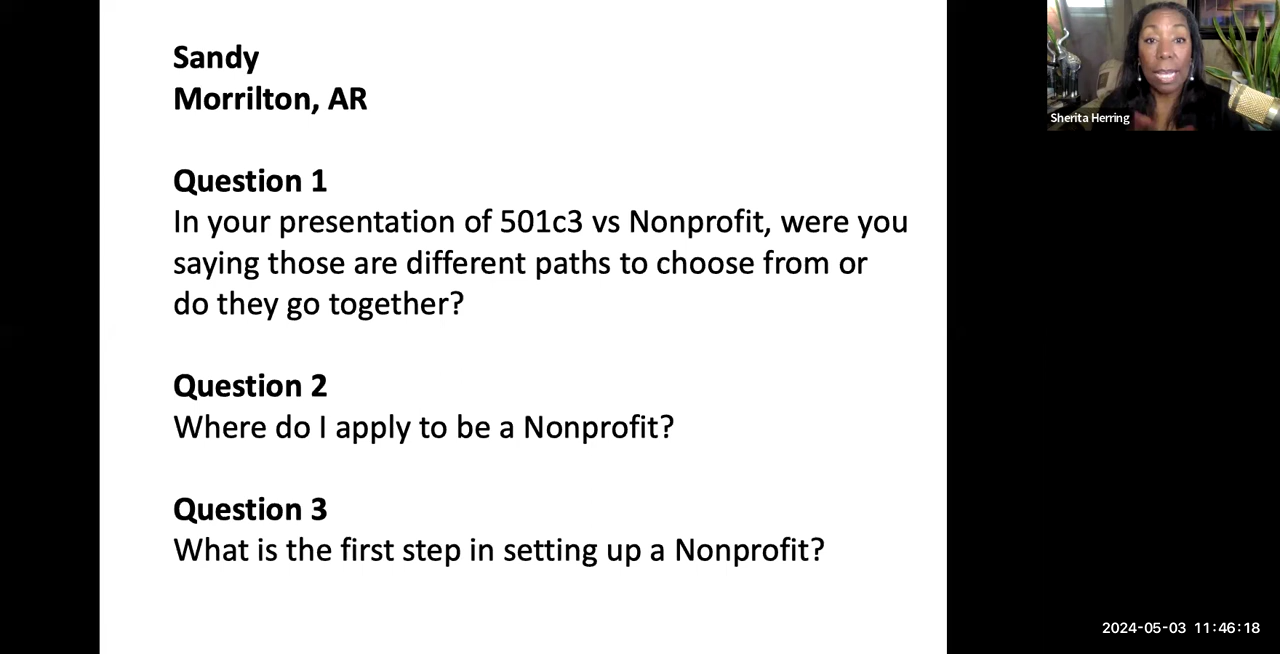 Sandy
Morrilton, AR
Question 1
In your presentation of 501c3 vs Nonprofit, were you
saying those are different paths to choose from or
do they go together?
Question 2
Where do I apply to be a Nonprofit?
Question 3
What is the first step in setting up a Nonprofit?
Sherita Herring
2024-05-03 11:46:18